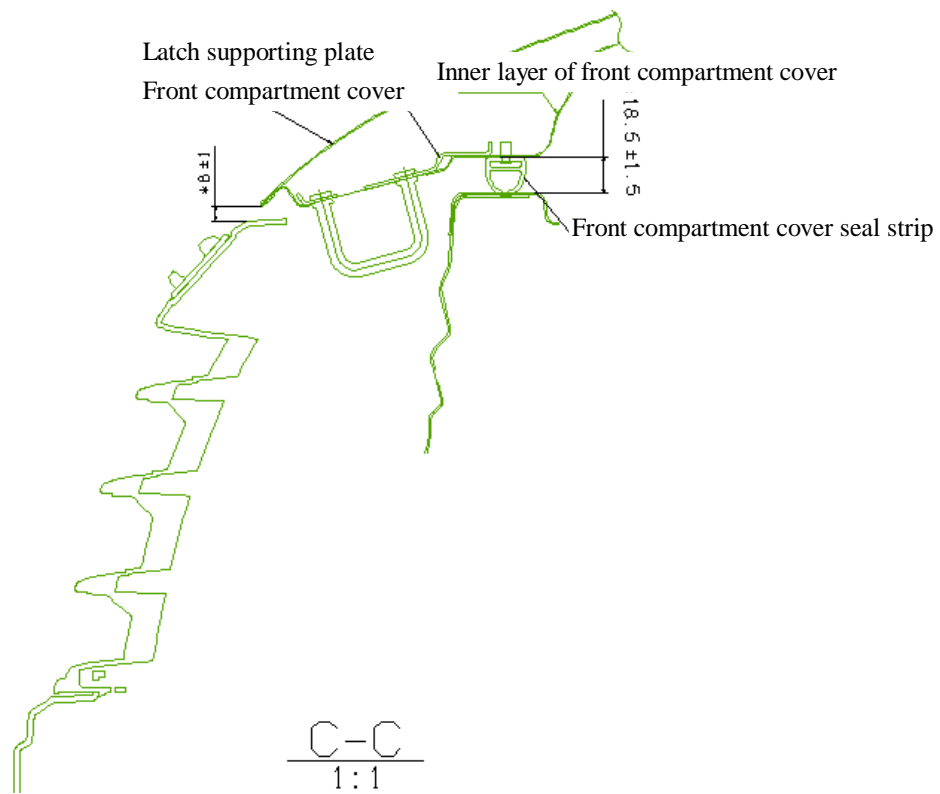 Latch supporting plate
Front compartment cover
Inner layer of front compartment cover
18.5±1.5
*8±1
Front compartment cover seal strip
C-C
1:1